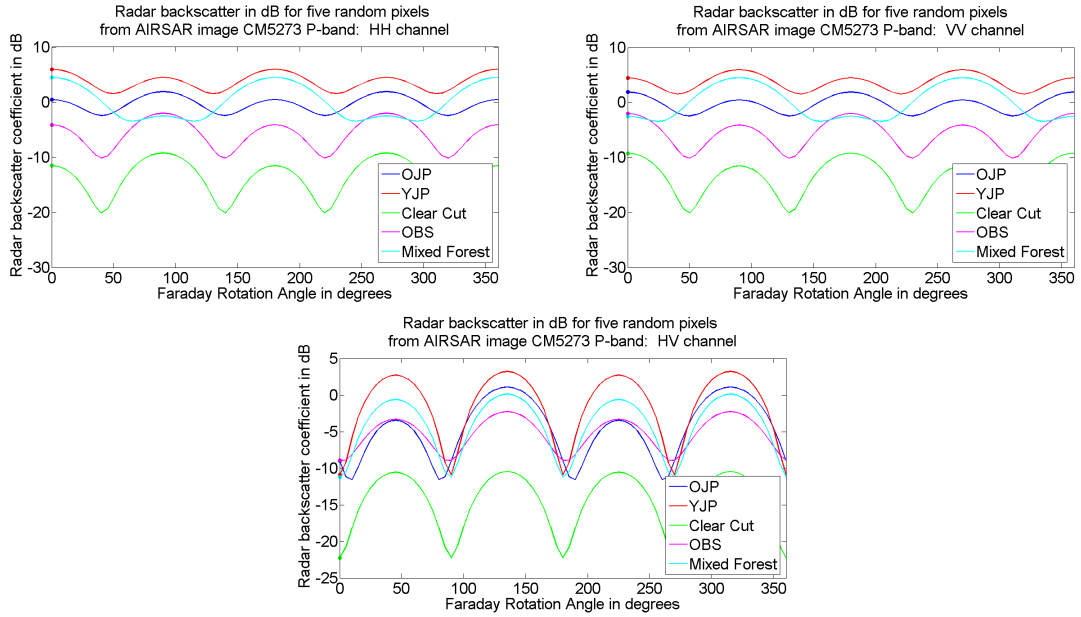 Radar backscatter in dB for five random pixels
from AIRSAR image CM5273 P-band: HH channel
Radar backscatter coefficient in dB
10
0
-10
-20
-30
0
50
100
150
200
250
300
350
Faraday Rotation Angle in degrees
OJP
YJP
Clear Cut
OBS
Mixed Forest
Radar backscatter in dB for five random pixels
from AIRSAR image CM5273 P-band: VV channel
Radar backscatter coefficient in dB
10
0
-10
-20
-30
0
50
100
150
200
250
300
350
Faraday Rotation Angle in degrees
OJP
YJP
Clear Cut
OBS
Mixed Forest
Radar backscatter in dB for five random pixels
from AIRSAR image CM5273 P-band: HV channel
Radar backscatter coefficient in dB
5
0
-5
-10
-15
-20
-25
0
50
100
150
200
250
300
350
Faraday Rotation Angle in degrees
OJP
YJP
Clear Cut
OBS
Mixed Forest